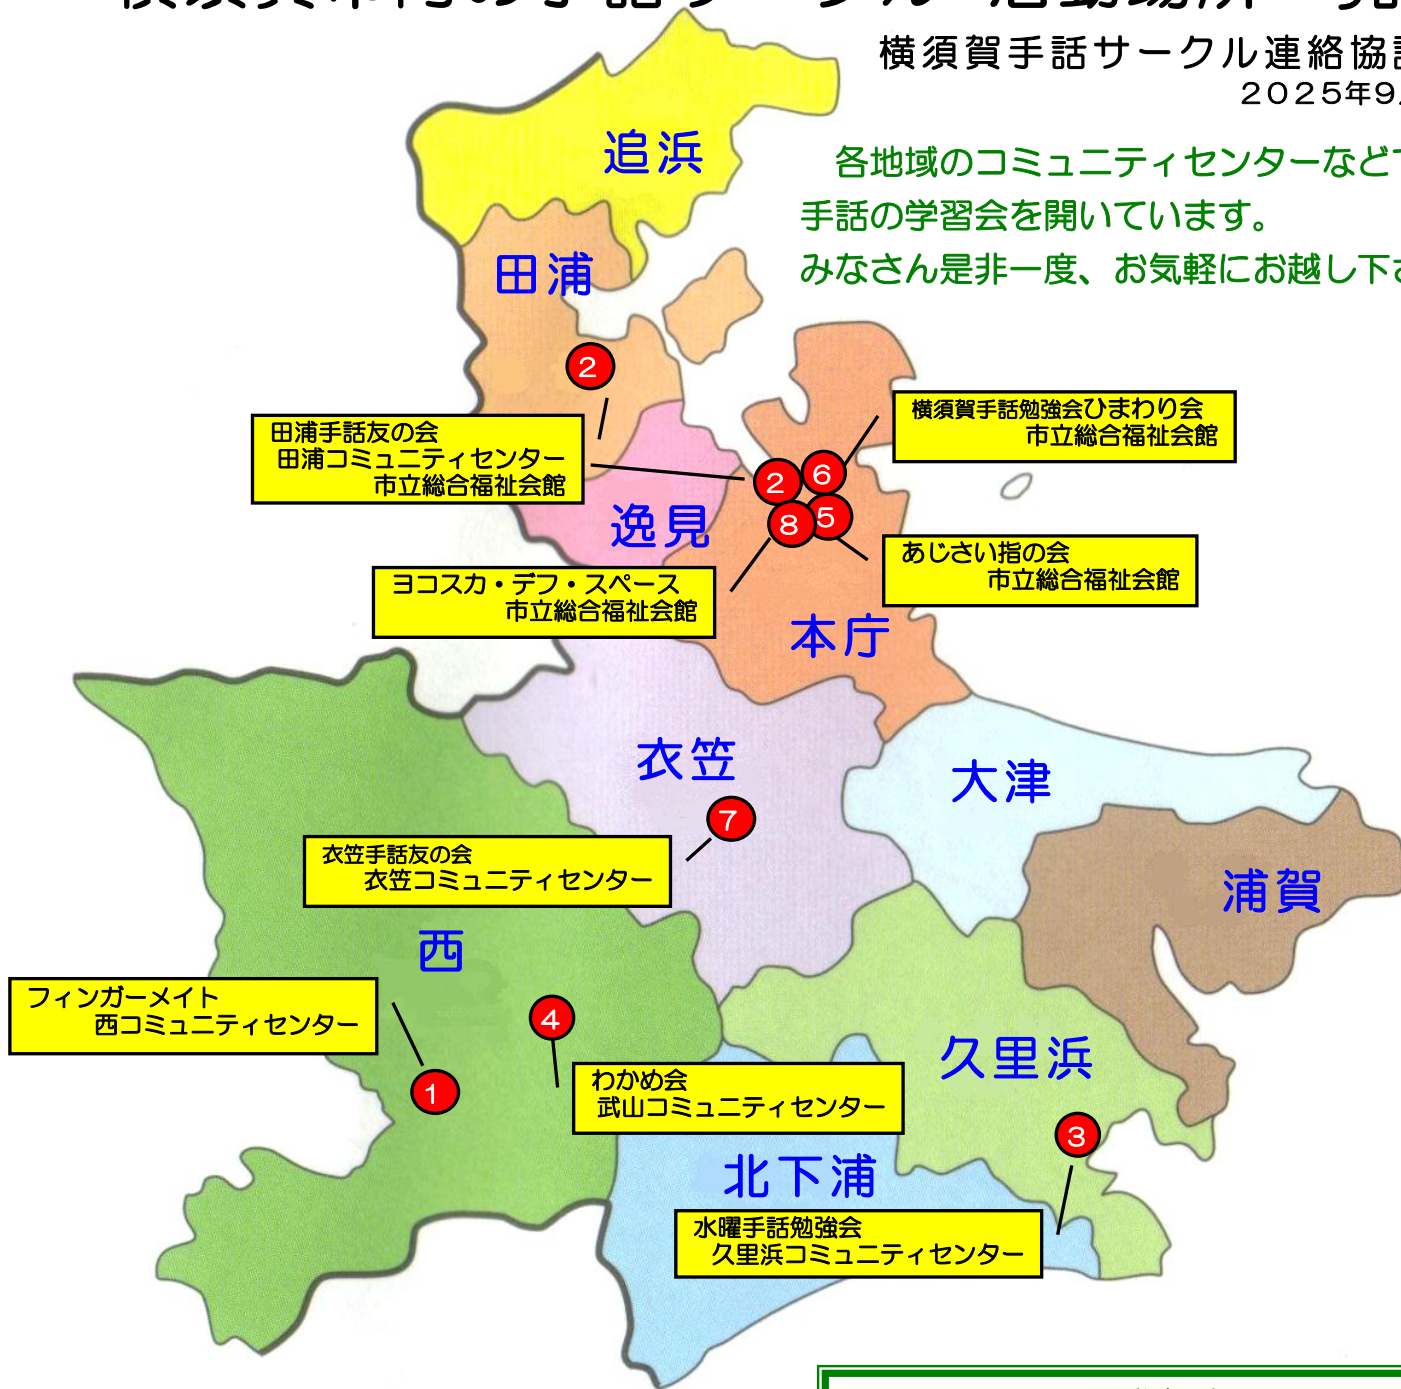 横須賀手話サークル連絡協
2025年9
各地域のコミュニティセンターなどで
手話の学習会を開いています。
みなさん是非一度、お気軽にお越し下さ
追浜
田浦
②
横須賀手話勉強会ひまわり会
市立総合福祉会館
田浦手話友の会
田浦コミュニティセンター
市立総合福祉会館
② ⑥
⑧ ⑤
逸見
あじさい指の会
市立総合福祉会館
ヨコスカ・デフ・スペース
市立総合福祉会館
本庁
衣笠
大津
⑦
衣笠手話友の会
衣笠コミュニティセンター
浦賀
西
フィンガーメイト
西コミュニティセンター
④
①
久里浜
わかめ会
武山コミュニティセンター
③
北下浦
水曜手話勉強会
久里浜コミュニティセンター